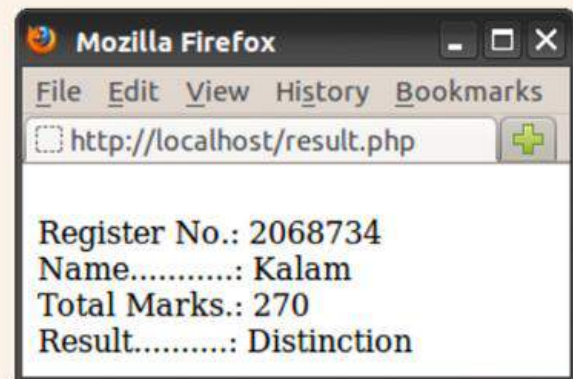 Mozilla Firefox
File Edit View History Bookmarks
http://localhost/result.php
Register No.: 2068734
Name...........: Kalam
Total Marks.: 270
Result..........: Distinction